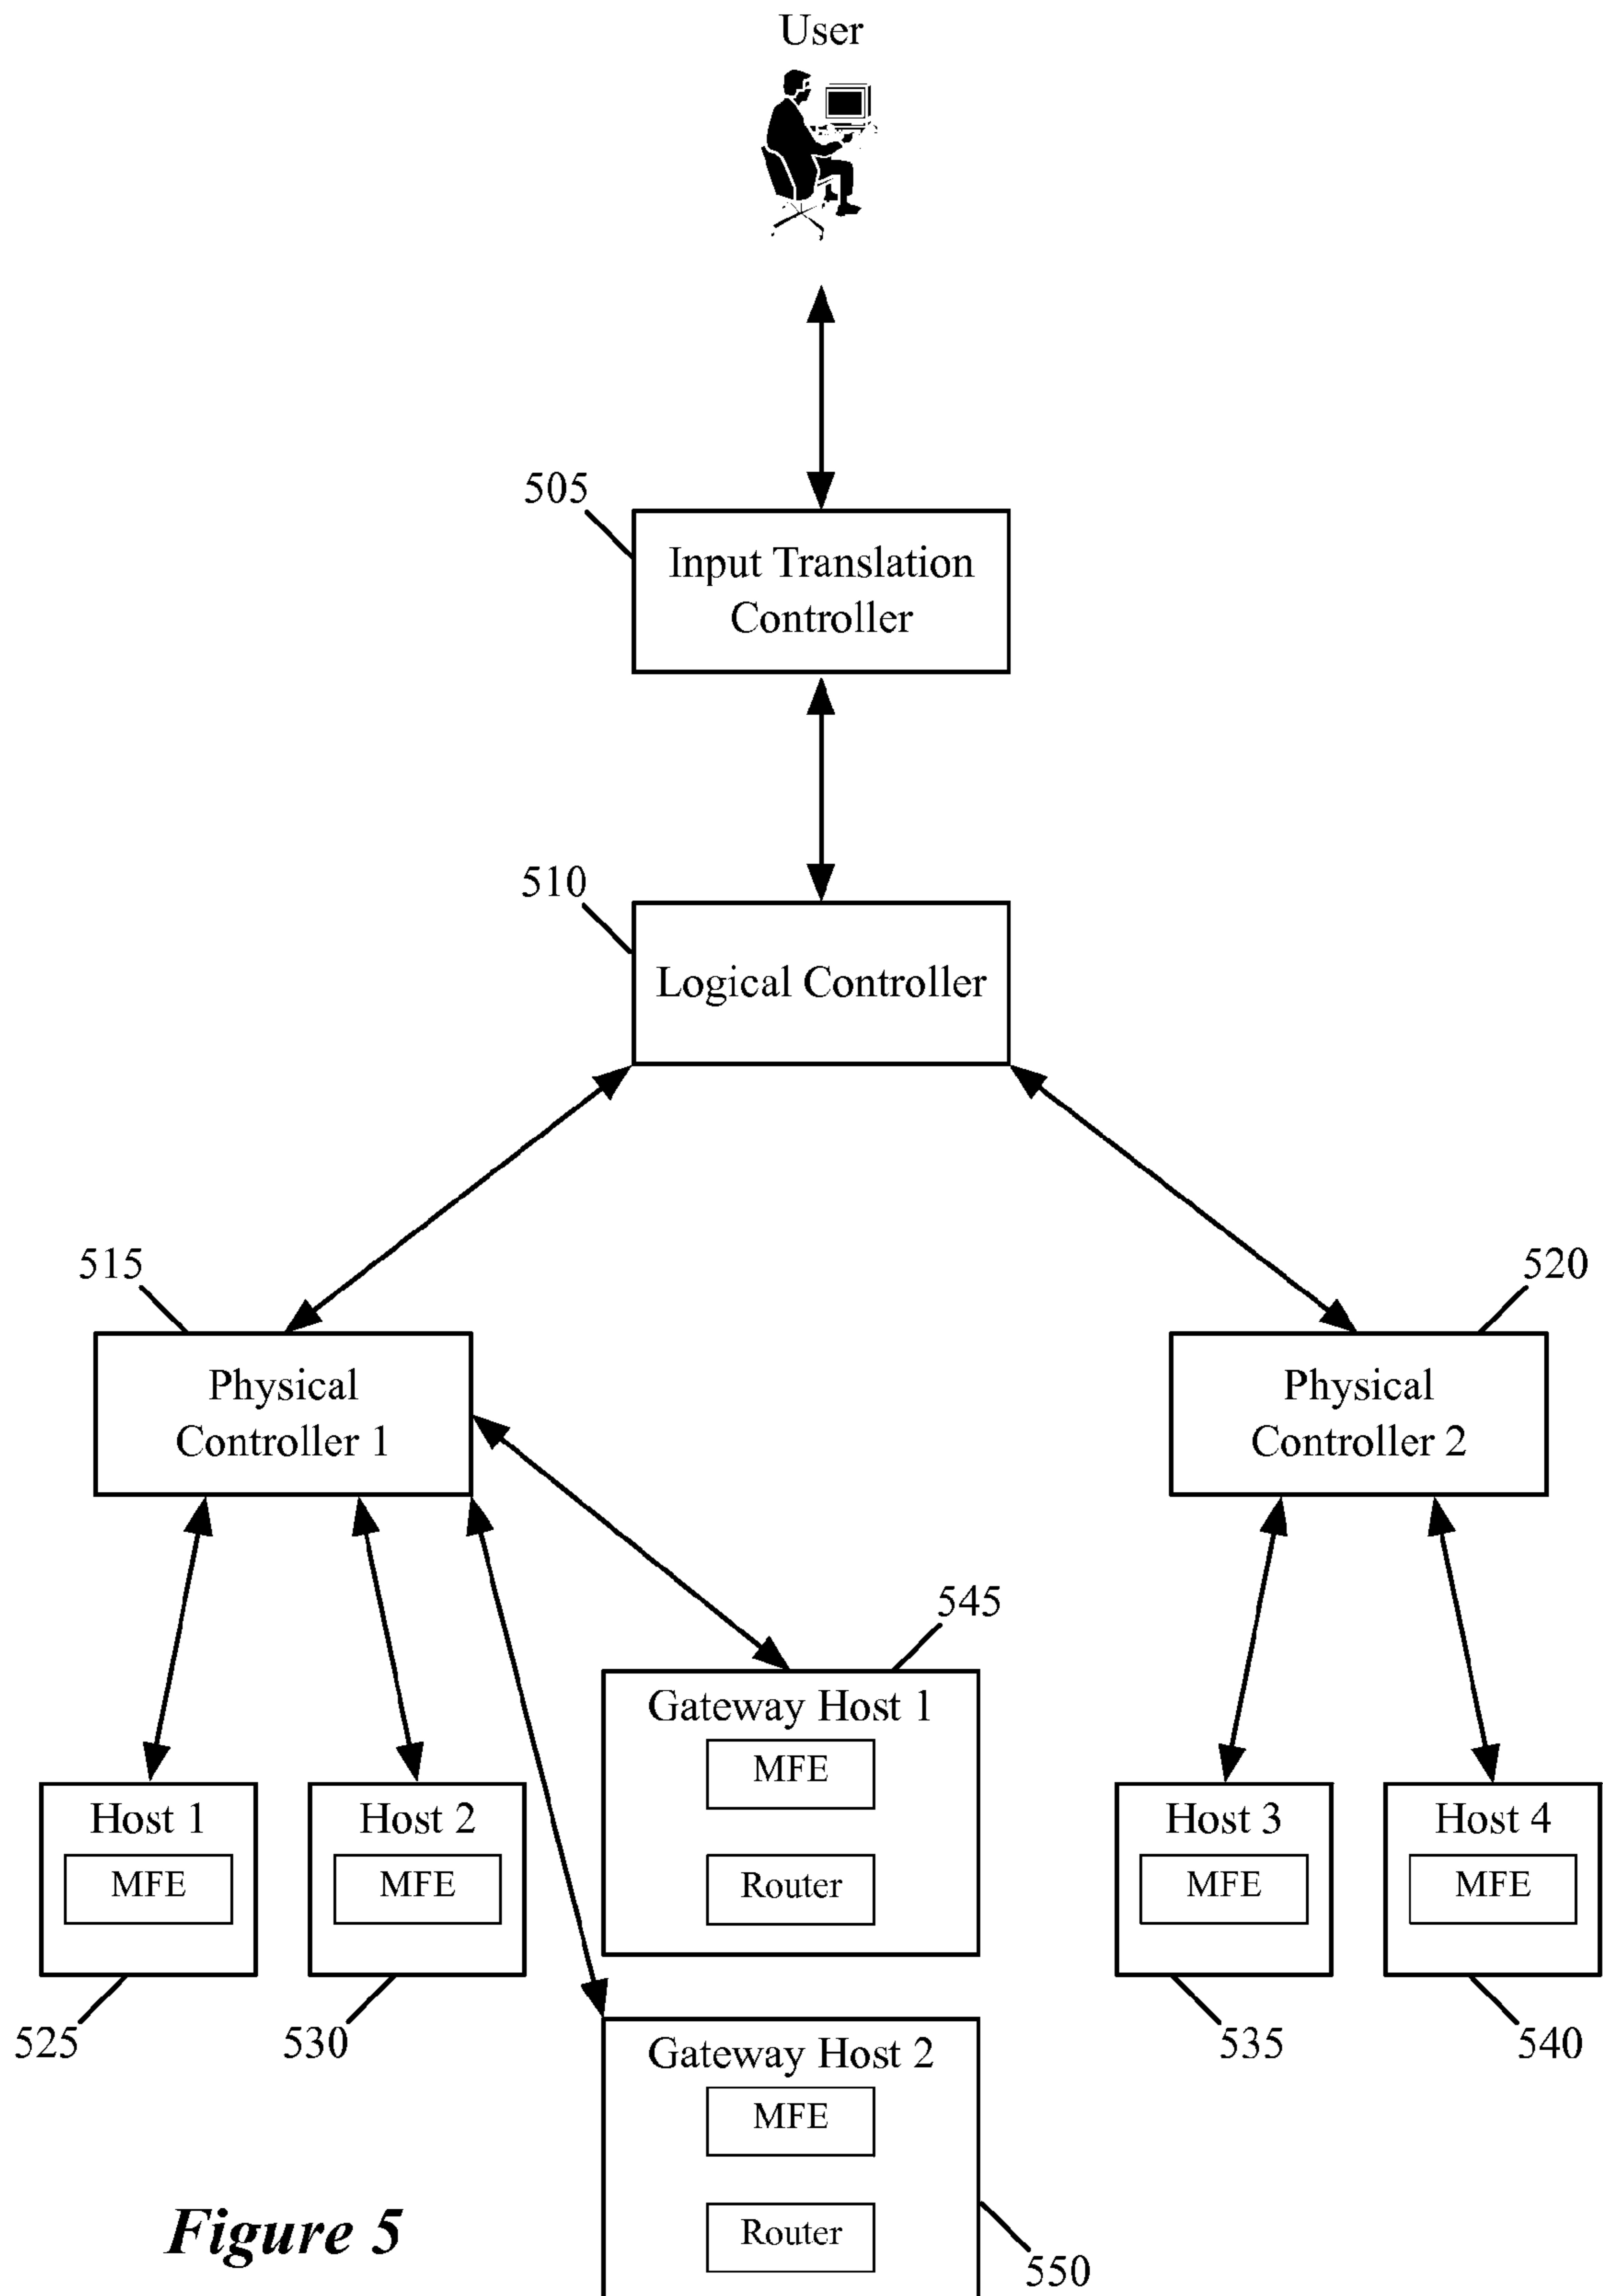 User
505
Input Translation
Controller
510
Logical Controller
515
520
Physical
Controller 1
Physical
Controller 2
545
Gateway Host 1
MFE
Router
Host 1
MFE
Host 2
MFE
Host 3
MFE
Host 4
MFE
525
530
535
540
Gateway Host 2
MFE
Router
550
Figure 5